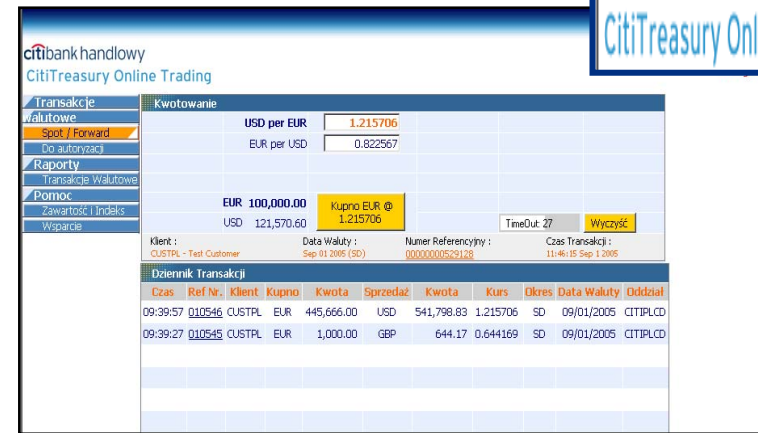 CitiTreasury Onl
citibank handlowy
CitiTreasury Online Trading
Transakcje
Walutowe
Spot / Forward
Do autoryzacji
Raporty
Transakcje Walutowe
Pomoc
Zawartość i Indeks
Wsparcie
Kwotowanie
USD per EUR 1.215706
EUR per USD 0.822567
EUR 100,000.00
USD 121,570.60
Kupno EUR @
1.215706
TimeOut: 27
Wyczyść
Klient : Data Waluty : Numer Referencyjny : Czas Transakcji :
CUSTPL - Test Customer Sep 01 2005 (SD) 00000000529128 11:46:15 Sep 1 2005
Dziennik Transakcji
Czas Ref Nr. Klient Kupno Kwota Sprzedaż Kwota Kurs Okres Data Waluty Oddział
09:39:57 010546 CUSTPL EUR 445,666.00 USD 541,798.83 1.215706 SD 09/01/2005 CITIPLCD
09:39:27 010545 CUSTPL EUR 1,000.00 GBP 644.17 0.644169 SD 09/01/2005 CITIPLCD